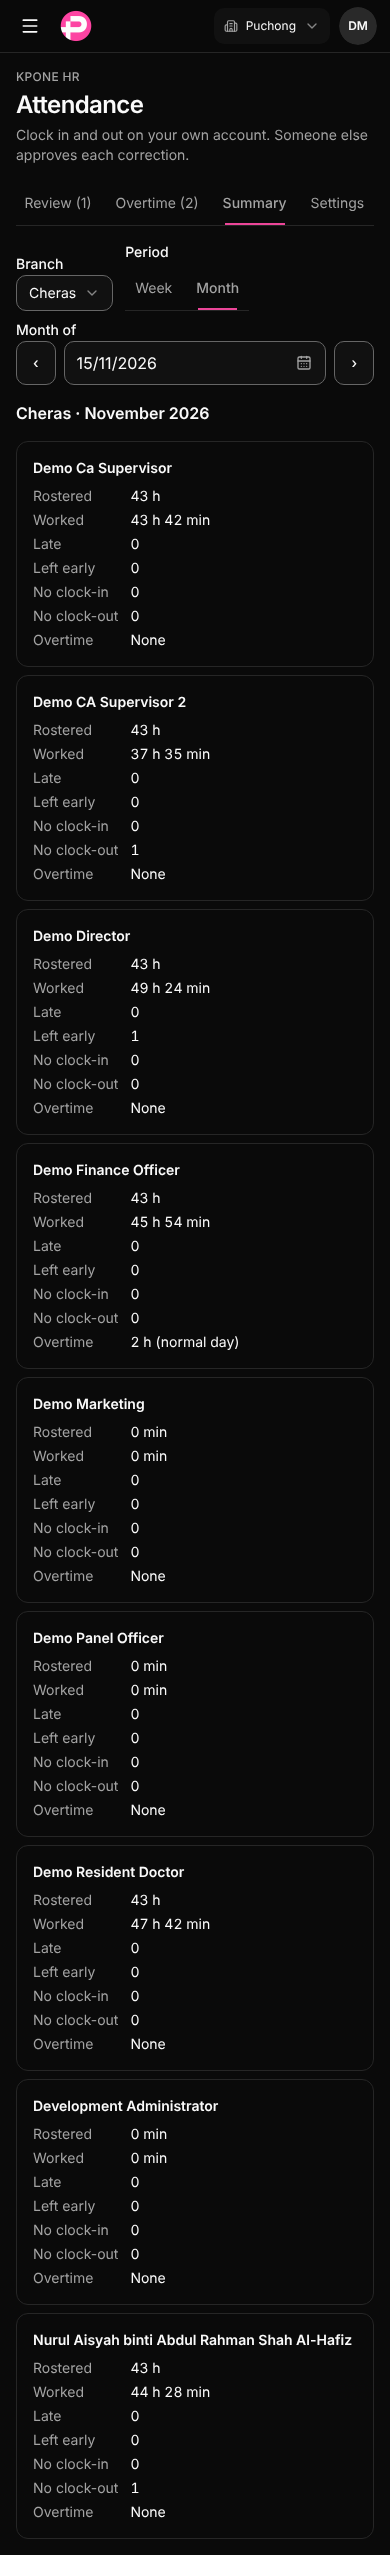 Puchong
DM
KPONE HR
Attendance
Clock in and out on your own account. Someone else
approves each correction.
Review (1) Overtime (2) Summary Settings
Branch
Cheras
Period
Week Month
Month of
‹ 15/11/2026 ›
Cheras · November 2026
Demo Ca Supervisor
Rostered 43 h
Worked 43 h 42 min
Late 0
Left early 0
No clock-in 0
No clock-out 0
Overtime None
Demo CA Supervisor 2
Rostered 43 h
Worked 37 h 35 min
Late 0
Left early 0
No clock-in 0
No clock-out 1
Overtime None
Demo Director
Rostered 43 h
Worked 49 h 24 min
Late 0
Left early 1
No clock-in 0
No clock-out 0
Overtime None
Demo Finance Officer
Rostered 43 h
Worked 45 h 54 min
Late 0
Left early 0
No clock-in 0
No clock-out 0
Overtime 2 h (normal day)
Demo Marketing
Rostered 0 min
Worked 0 min
Late 0
Left early 0
No clock-in 0
No clock-out 0
Overtime None
Demo Panel Officer
Rostered 0 min
Worked 0 min
Late 0
Left early 0
No clock-in 0
No clock-out 0
Overtime None
Demo Resident Doctor
Rostered 43 h
Worked 47 h 42 min
Late 0
Left early 0
No clock-in 0
No clock-out 0
Overtime None
Development Administrator
Rostered 0 min
Worked 0 min
Late 0
Left early 0
No clock-in 0
No clock-out 0
Overtime None
Nurul Aisyah binti Abdul Rahman Shah Al-Hafiz
Rostered 43 h
Worked 44 h 28 min
Late 0
Left early 0
No clock-in 0
No clock-out 1
Overtime None